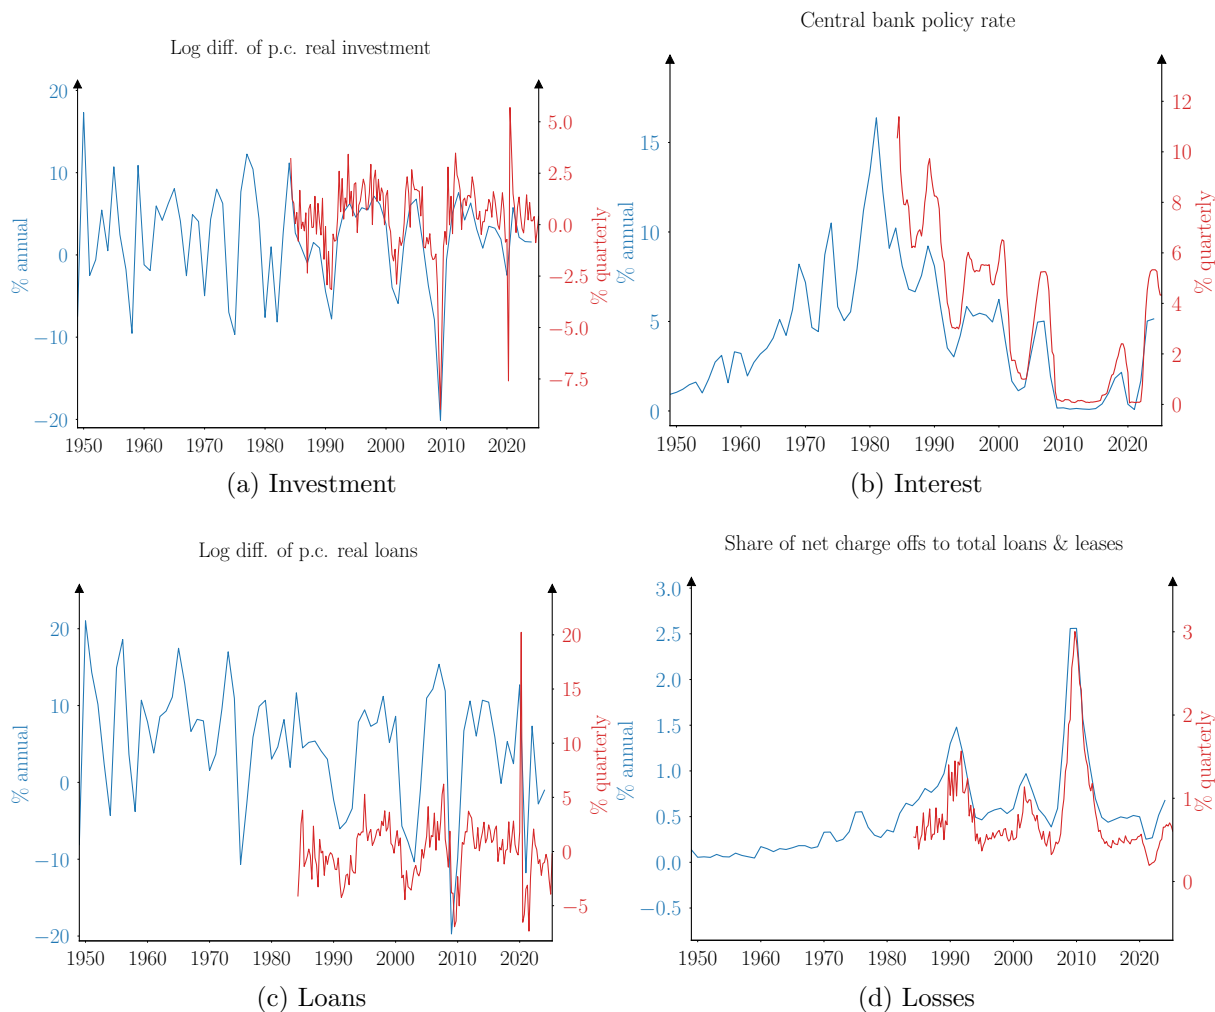 Log diff. of p.c. real investment
20
10
0
−10
−20
% annual
5.0
2.5
0.0
−2.5
−5.0
−7.5
% quarterly
1950 1960 1970 1980 1990 2000 2010 2020
(a) Investment
Central bank policy rate
15
10
5
0
% annual
12
10
8
6
4
2
0
% quarterly
1950 1960 1970 1980 1990 2000 2010 2020
(b) Interest
Log diff. of p.c. real loans
20
10
0
−10
−20
% annual
20
15
10
5
0
−5
% quarterly
1950 1960 1970 1980 1990 2000 2010 2020
(c) Loans
Share of net charge offs to total loans & leases
3.0
2.5
2.0
1.5
1.0
0.5
0.0
−0.5
% annual
3
2
1
0
% quarterly
1950 1960 1970 1980 1990 2000 2010 2020
(d) Losses